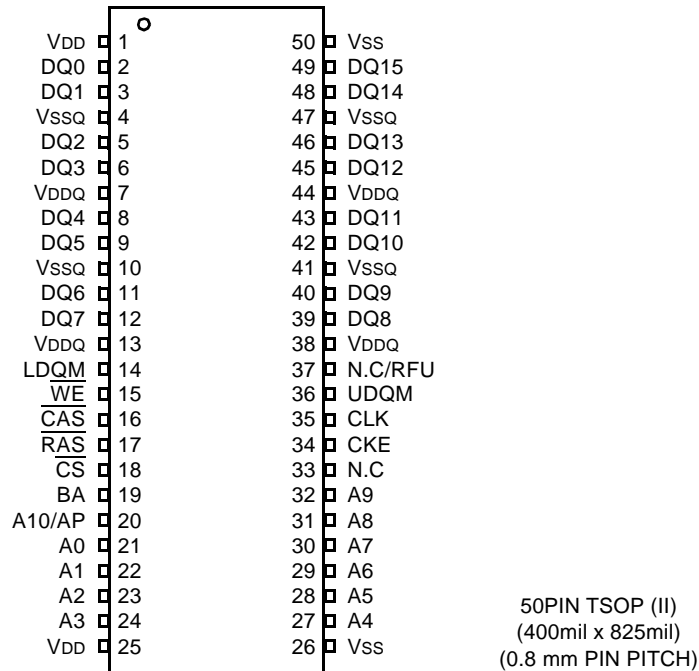 VDD 1 50 VSS
DQ0 2 49 DQ15
DQ1 3 48 DQ14
VSSQ 4 47 VSSQ
DQ2 5 46 DQ13
DQ3 6 45 DQ12
VDDQ 7 44 VDDQ
DQ4 8 43 DQ11
DQ5 9 42 DQ10
VSSQ 10 41 VSSQ
DQ6 11 40 DQ9
DQ7 12 39 DQ8
VDDQ 13 38 VDDQ
LDQM 14 37 N.C/RFU
WE 15 36 UDQM
CAS 16 35 CLK
RAS 17 34 CKE
CS 18 33 N.C
BA 19 32 A9
A10/AP 20 31 A8
A0 21 30 A7
A1 22 29 A6
A2 23 28 A5
A3 24 27 A4
VDD 25 26 VSS
50PIN TSOP (II)
(400mil x 825mil)
(0.8 mm PIN PITCH)